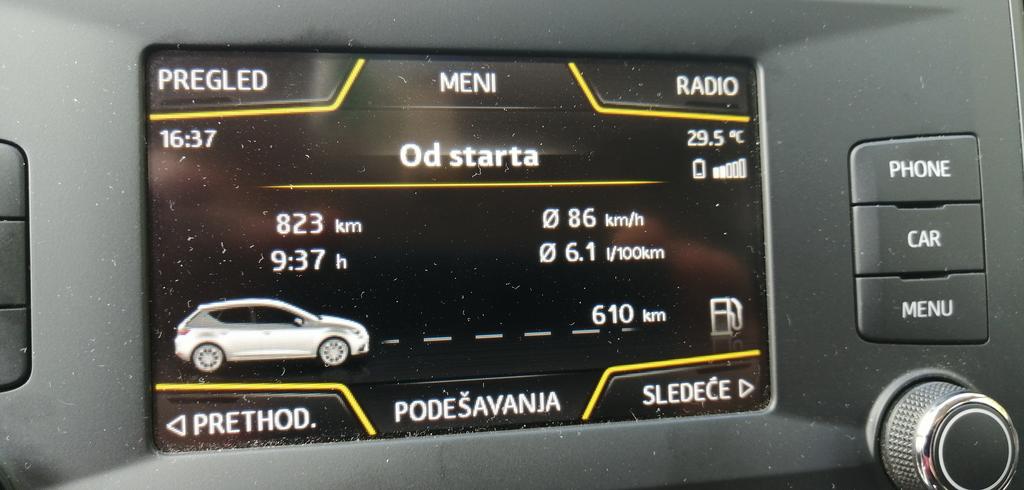 PREGLED MENI RADIO
16:37 29.5 °C
Od starta
823 km Ø 86 km/h
9:37 h Ø 6.1 l/100km
610 km
◁ PRETHOD. PODEŠAVANJA SLEDEĆE ▷
PHONE
CAR
MENU